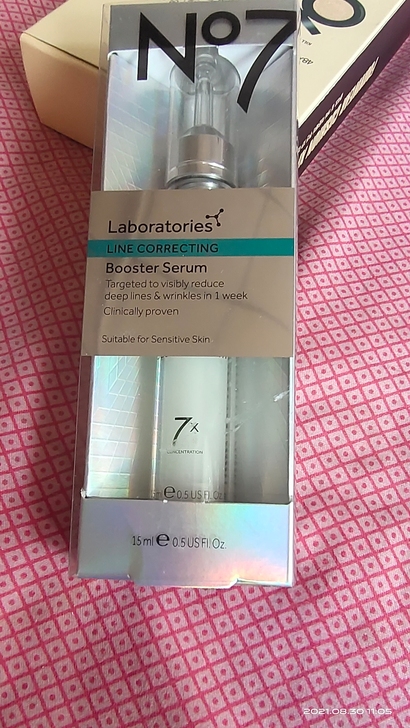 No7
Laboratories
LINE CORRECTING
Booster Serum
Targeted to visibly reduce
deep lines & wrinkles in 1 week
Clinically proven
Suitable for Sensitive Skin
7x
CONCENTRATION
e 0.5 US Fl. Oz.
15 ml e 0.5 US Fl. Oz.
2021.08.30 11:05